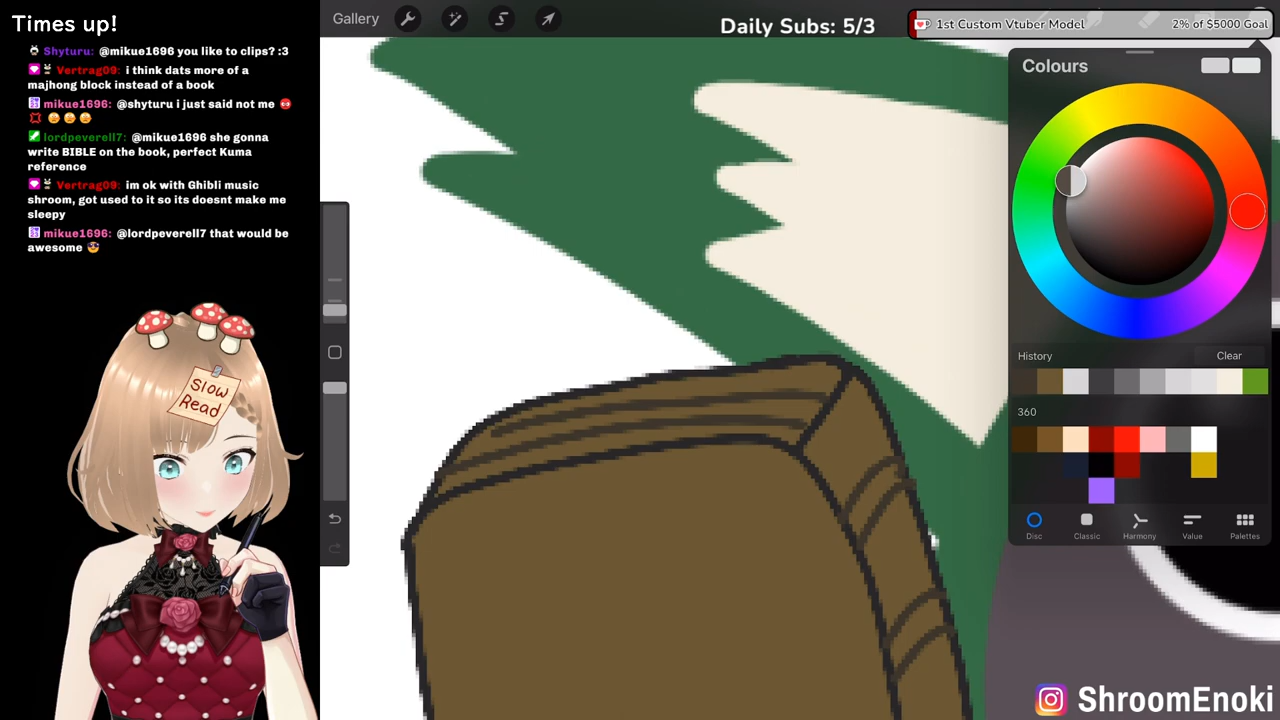 Times up!
Shyturu: @mikue1696 you like to clips? :3
Vertrag09: i think dats more of a
majhong block instead of a book
mikue1696: @shyturu i just said not me
lordpeverell7: @mikue1696 she gonna
write BIBLE on the book, perfect Kuma
reference
Vertrag09: im ok with Ghibli music
shroom, got used to it so its doesnt make me
sleepy
mikue1696: @lordpeverell7 that would be
awesome
Slow
Read
Gallery
Daily Subs: 5/3
1st Custom Vtuber Model 2% of $5000 Goal
Colours
History Clear
360
Disc Classic Harmony Value Palettes
ShroomEnoki